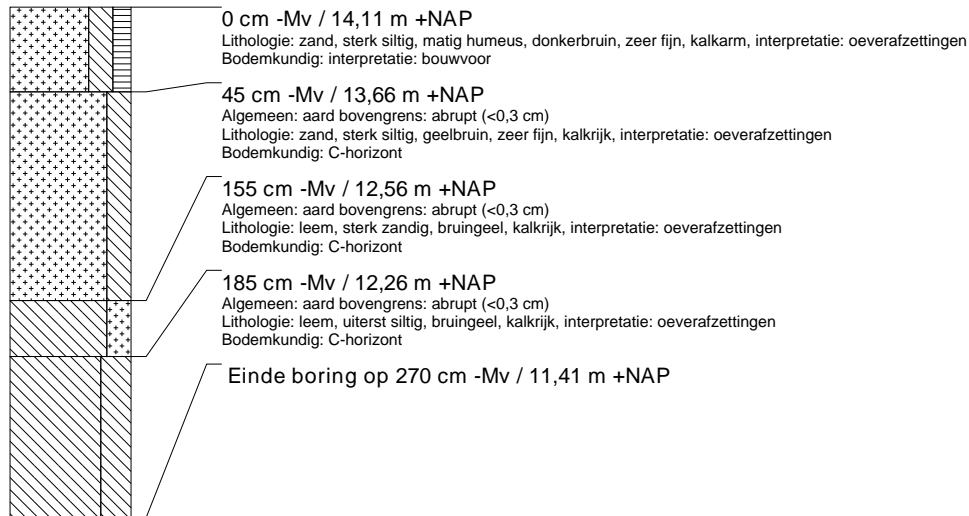 0 cm -Mv / 14,11 m +NAP
Lithologie: zand, sterk siltig, matig humeus, donkerbruin, zeer fijn, kalkarm, interpretatie: oeverafzettingen
Bodemkundig: interpretatie: bouwvoor
45 cm -Mv / 13,66 m +NAP
Algemeen: aard bovengrens: abrupt (<0,3 cm)
Lithologie: zand, sterk siltig, geelbruin, zeer fijn, kalkrijk, interpretatie: oeverafzettingen
Bodemkundig: C-horizont
155 cm -Mv / 12,56 m +NAP
Algemeen: aard bovengrens: abrupt (<0,3 cm)
Lithologie: leem, sterk zandig, bruingeel, kalkrijk, interpretatie: oeverafzettingen
Bodemkundig: C-horizont
185 cm -Mv / 12,26 m +NAP
Algemeen: aard bovengrens: abrupt (<0,3 cm)
Lithologie: leem, uiterst siltig, bruingeel, kalkrijk, interpretatie: oeverafzettingen
Bodemkundig: C-horizont
Einde boring op 270 cm -Mv / 11,41 m +NAP